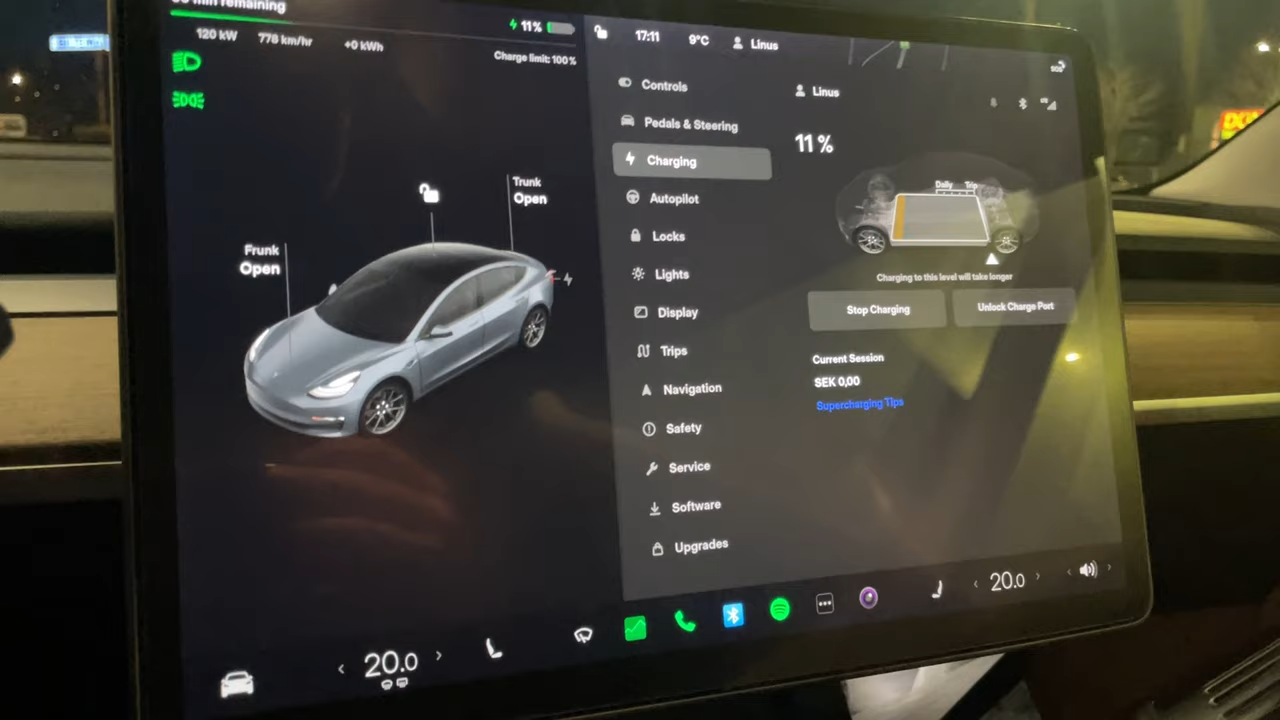 min remaining
120 kW 778 km/hr +0 kWh
11%
Charge limit: 100%
17:11 9°C Linus
SOS
Controls
Pedals & Steering
Charging
Autopilot
Locks
Lights
Display
Trips
Navigation
Safety
Service
Software
Upgrades
Linus
LTE
11 %
Daily Trip
Charging to this level will take longer
Stop Charging Unlock Charge Port
Current Session
SEK 0,00
Supercharging Tips
Trunk
Open
Frunk
Open
20.0
20.0